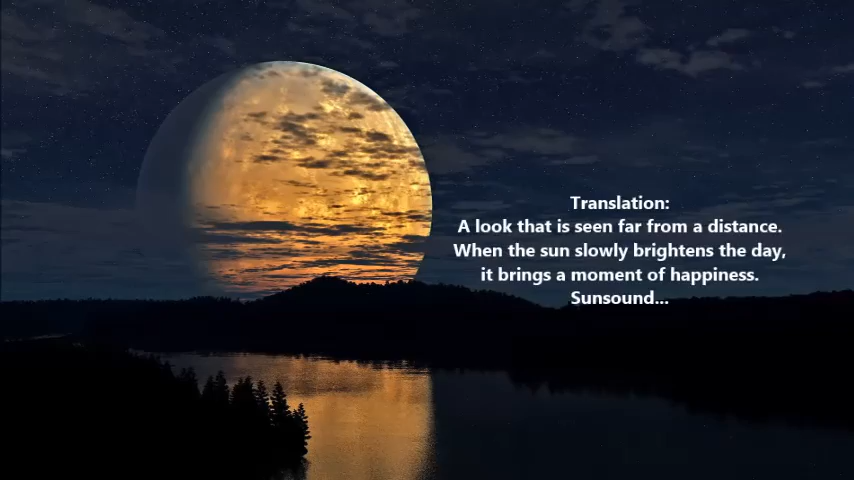 Translation:
A look that is seen far from a distance.
When the sun slowly brightens the day,
it brings a moment of happiness.
Sunsound...